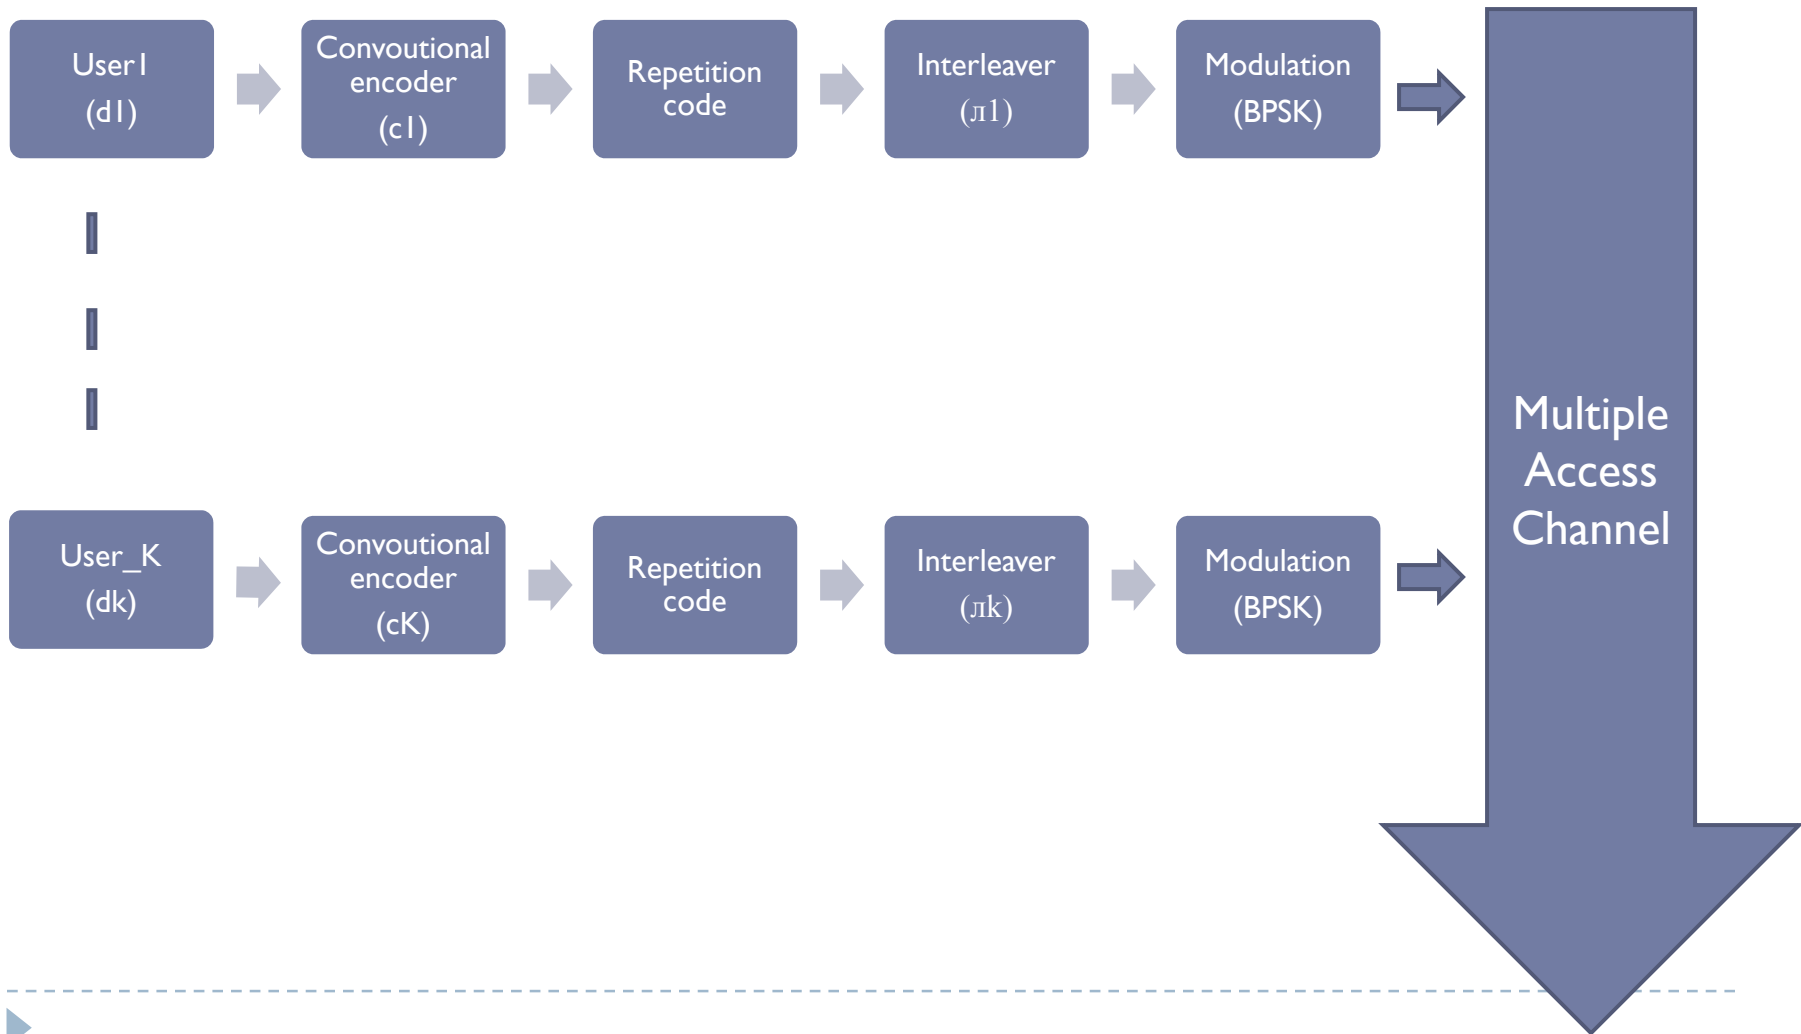 User1
(d1)
Convoutional
encoder
(c1)
Repetition
code
Interleaver
(л1)
Modulation
(BPSK)
User_K
(dk)
Convoutional
encoder
(cK)
Repetition
code
Interleaver
(лk)
Modulation
(BPSK)
Multiple
Access
Channel